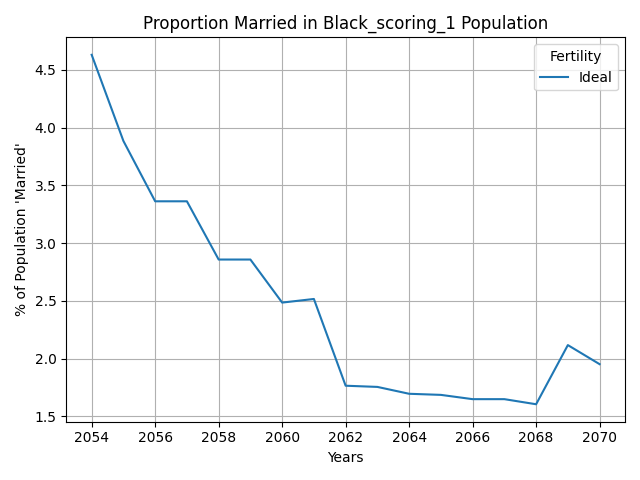 Proportion Married in Black_scoring_1 Population
Fertility
Ideal
% of Population 'Married'
4.5
4.0
3.5
3.0
2.5
2.0
1.5
2054 2056 2058 2060 2062 2064 2066 2068 2070
Years